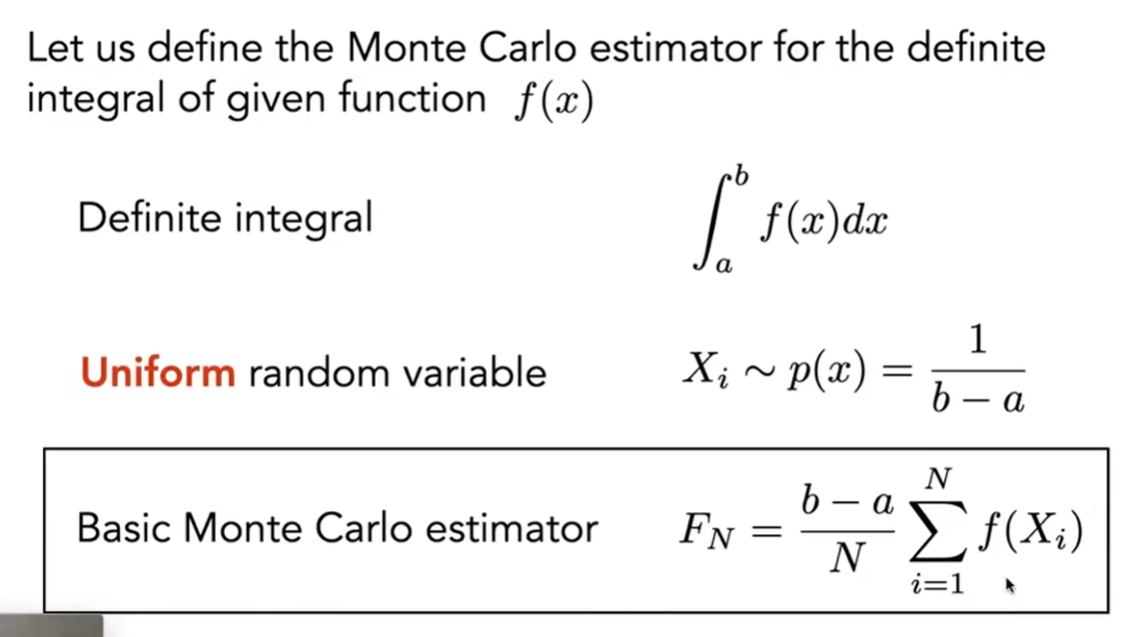 Let us define the Monte Carlo estimator for the definite
integral of given function f(x)
Definite integral ∫_a^b f(x)dx
Uniform random variable X_i ∼ p(x) = 1/(b − a)
Basic Monte Carlo estimator F_N = (b − a)/N ∑_{i=1}^{N} f(X_i)